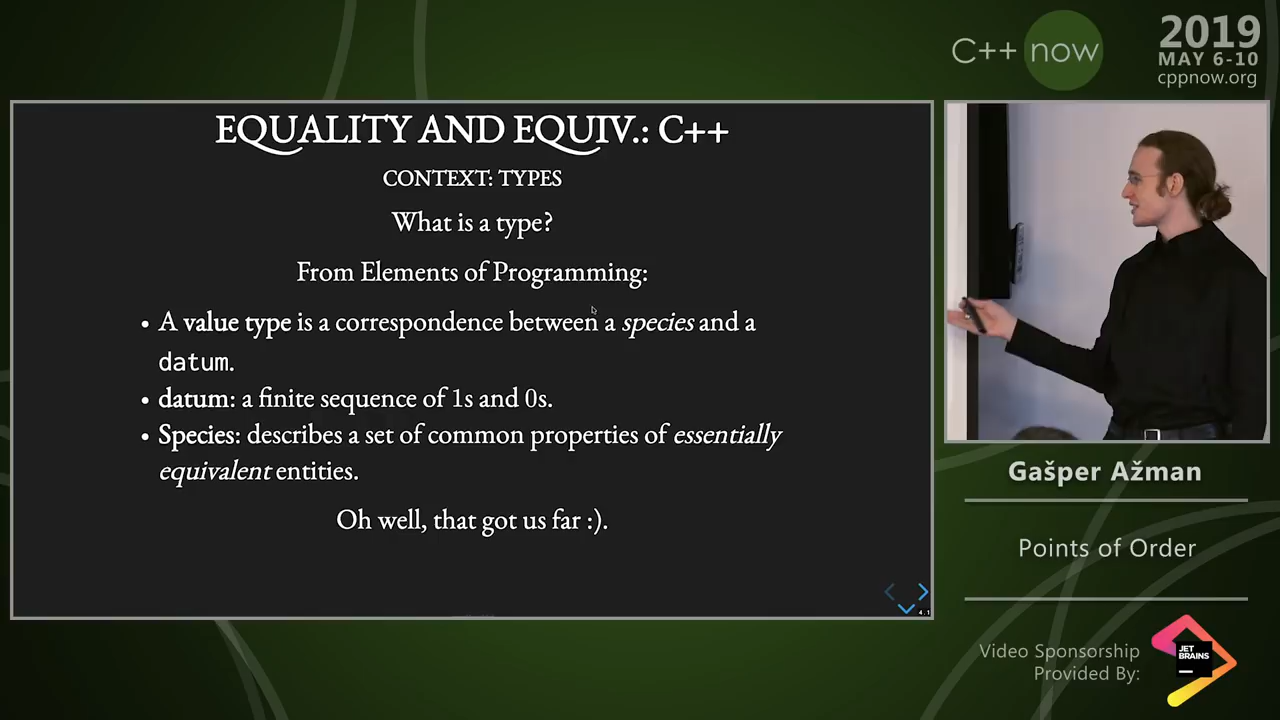 C++ now
2019
MAY 6-10
cppnow.org
EQUALITY AND EQUIV.: C++
CONTEXT: TYPES
What is a type?
From Elements of Programming:
• A value type is a correspondence between a species and a
datum.
• datum: a finite sequence of 1s and 0s.
• Species: describes a set of common properties of essentially
equivalent entities.
Oh well, that got us far :).
4.1
Gašper Ažman
Points of Order
Video Sponsorship
Provided By:
JET
BRAINS